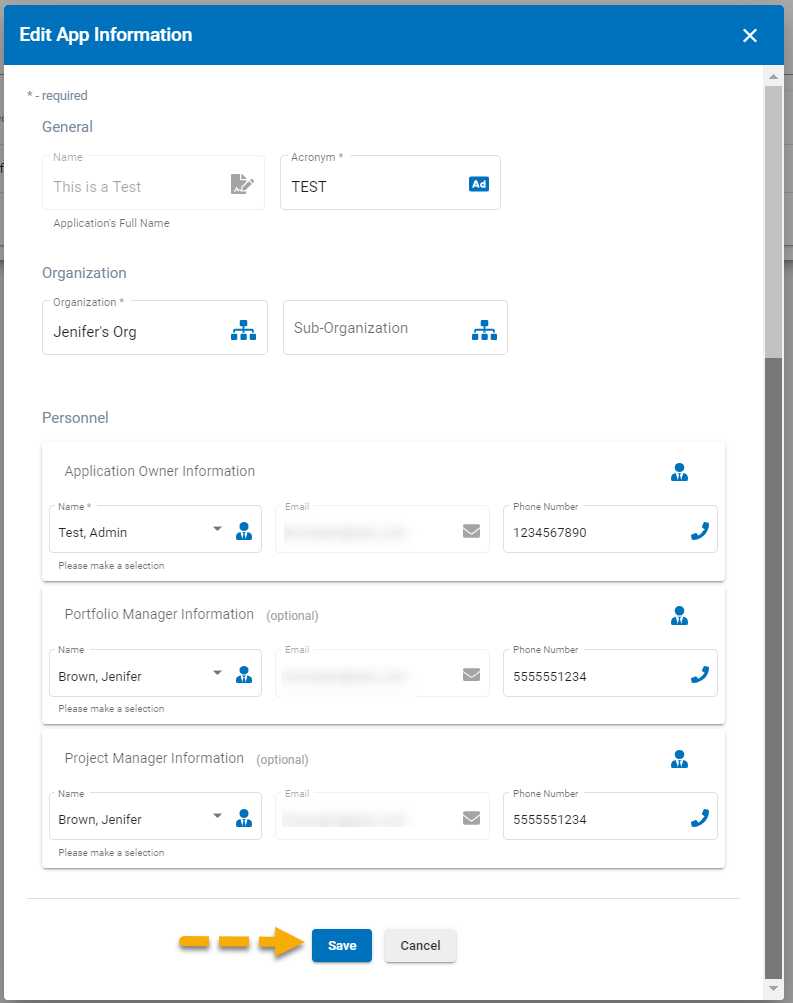 Edit App Information
* - required
General
Name
This is a Test
Acronym *
TEST
Ad
Application's Full Name
Organization
Organization *
Jenifer's Org
Sub-Organization
Personnel
Application Owner Information
Name *
Test, Admin
Email
Phone Number
1234567890
Please make a selection
Portfolio Manager Information (optional)
Name
Brown, Jenifer
Email
Phone Number
5555551234
Please make a selection
Project Manager Information (optional)
Name
Brown, Jenifer
Email
Phone Number
5555551234
Please make a selection
Save
Cancel